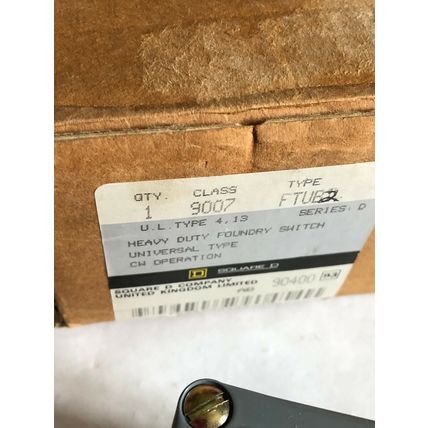 QTY. CLASS TYPE
1 9007 FTUB2
U.L. TYPE 4,13 SERIES: D
HEAVY DUTY FOUNDRY SWITCH
UNIVERSAL TYPE
CW OPERATION
D SQUARE D
SQUARE D COMPANY
UNITED KINGDOM LIMITED 90400